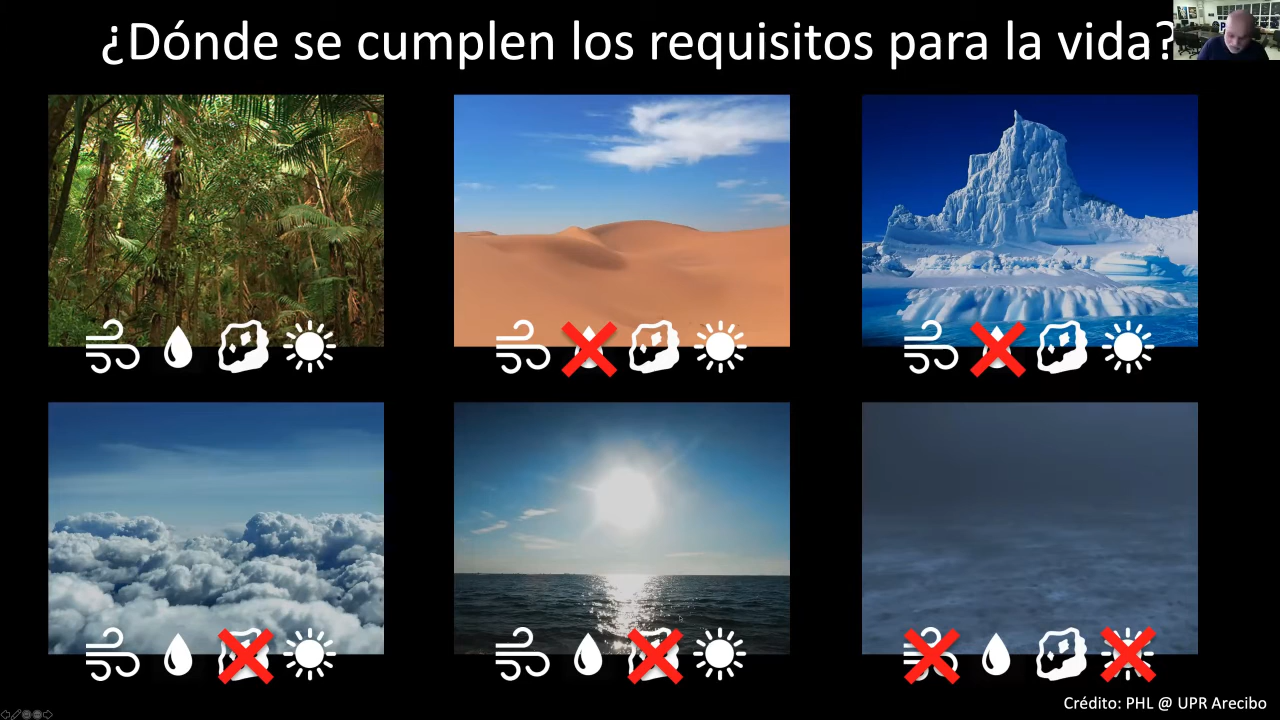 ¿Dónde se cumplen los requisitos para la vida?
Crédito: PHL @ UPR Arecibo